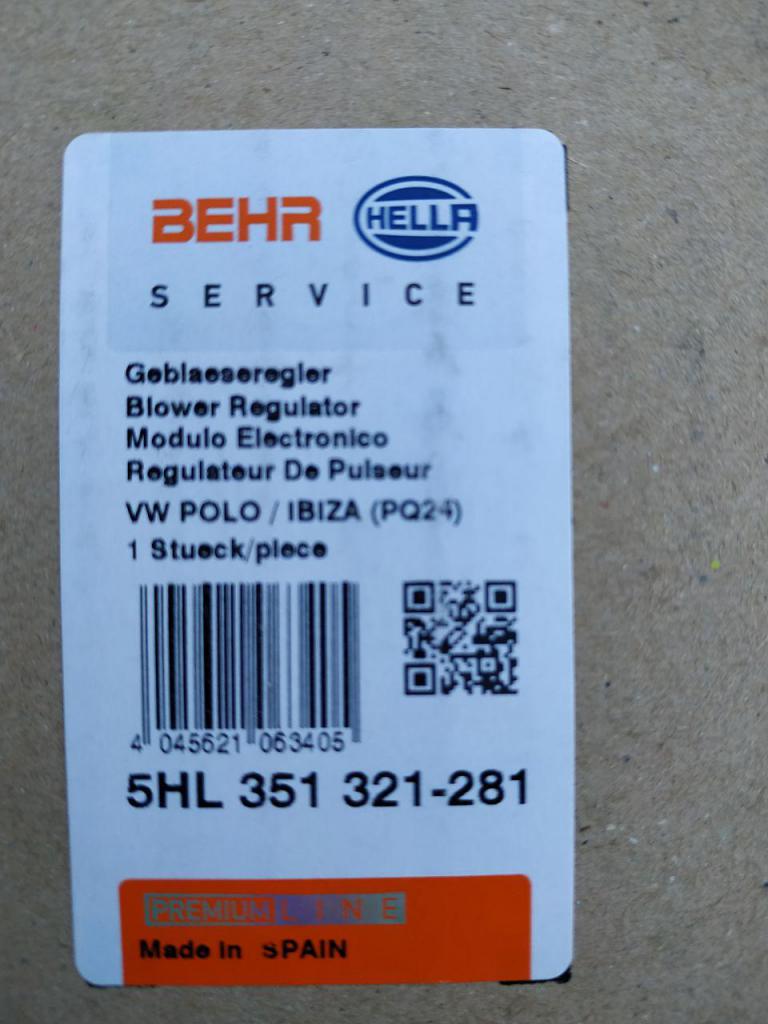 BEHR HELLA
SERVICE
Geblaeseregler
Blower Regulator
Modulo Electronico
Regulateur De Pulseur
VW POLO / IBIZA (PQ24)
1 Stueck/piece
4 045621 063405
5HL 351 321-281
PREMIUM LINE
Made in SPAIN